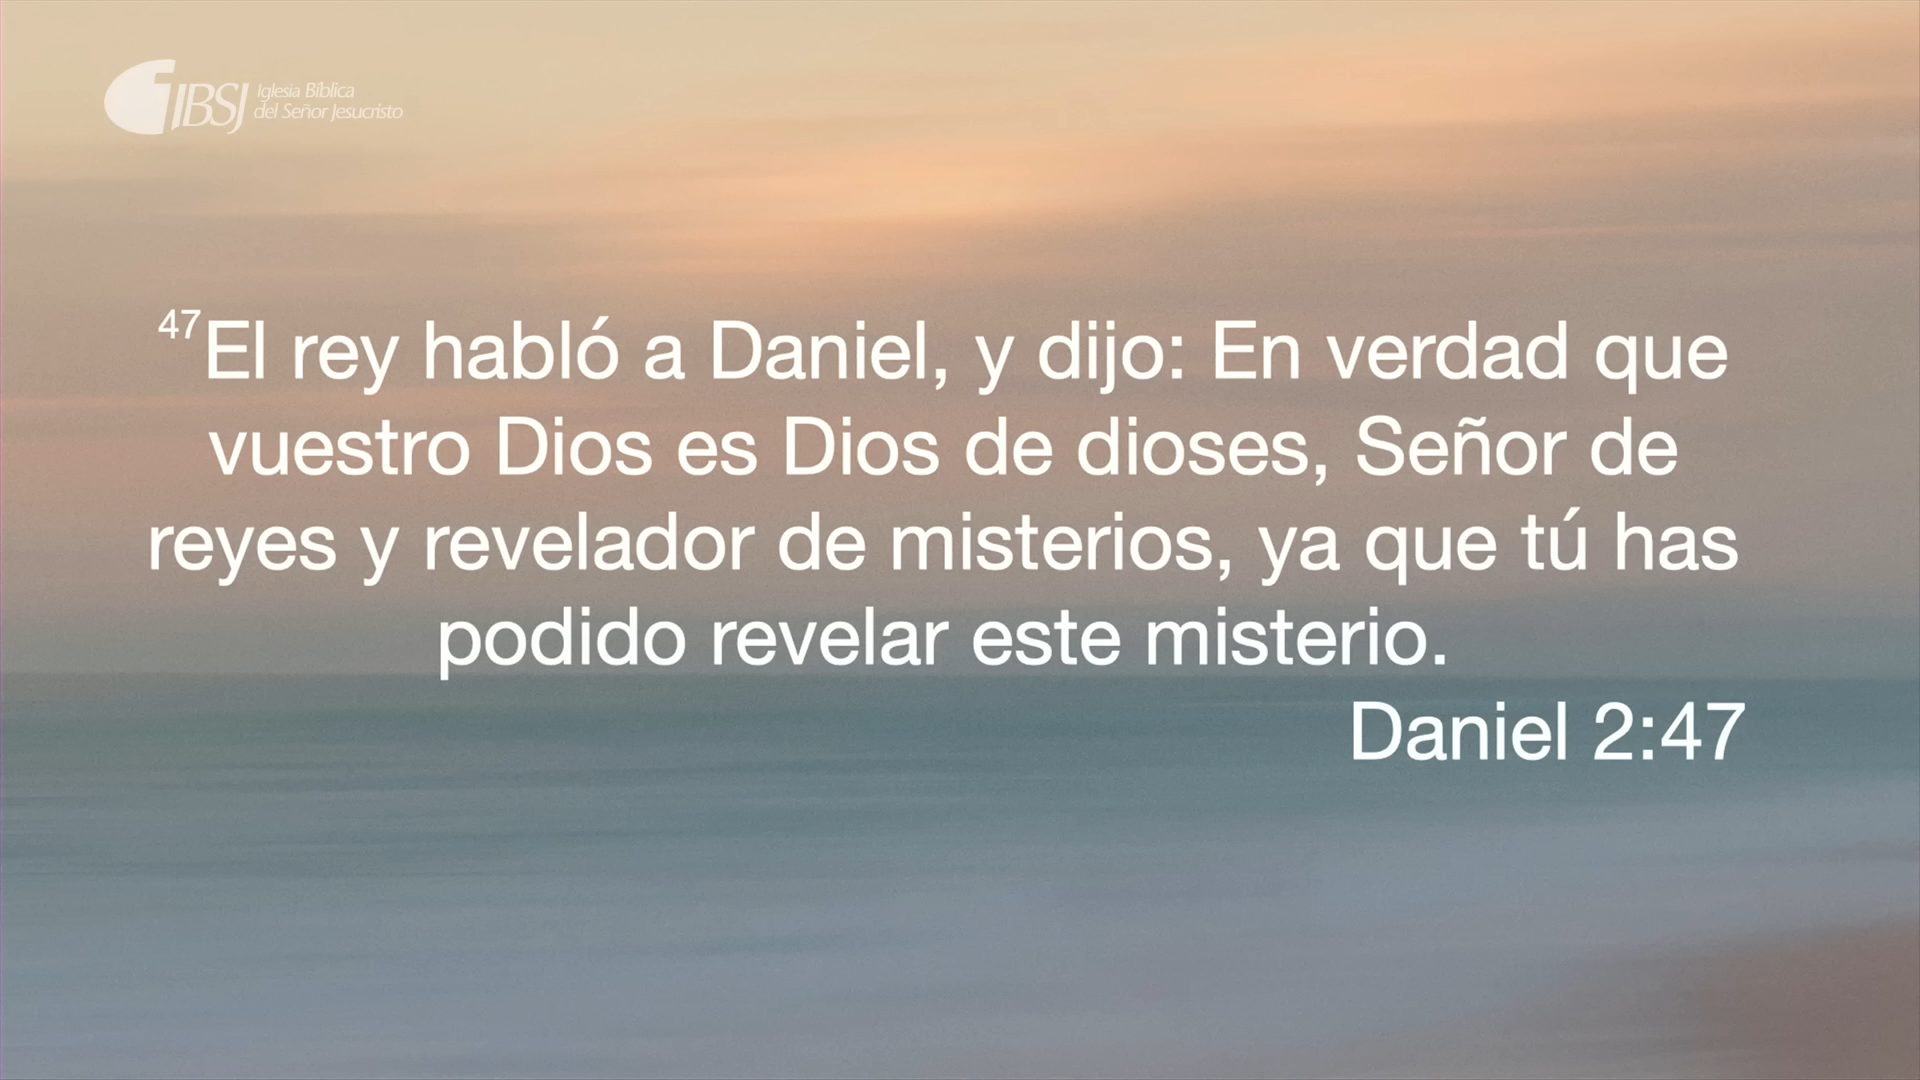 IBSJ
Iglesia Bíblica
del Señor Jesucristo
47El rey habló a Daniel, y dijo: En verdad que
vuestro Dios es Dios de dioses, Señor de
reyes y revelador de misterios, ya que tú has
podido revelar este misterio.
Daniel 2:47